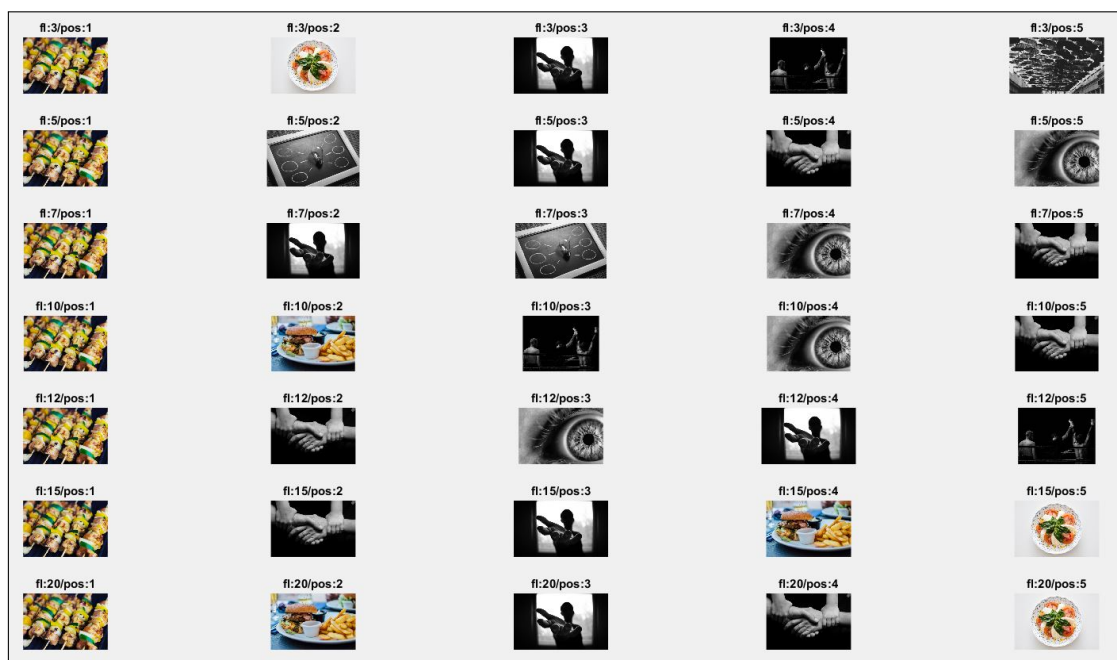 fl:3/pos:1 fl:3/pos:2 fl:3/pos:3 fl:3/pos:4 fl:3/pos:5
fl:5/pos:1 fl:5/pos:2 fl:5/pos:3 fl:5/pos:4 fl:5/pos:5
fl:7/pos:1 fl:7/pos:2 fl:7/pos:3 fl:7/pos:4 fl:7/pos:5
fl:10/pos:1 fl:10/pos:2 fl:10/pos:3 fl:10/pos:4 fl:10/pos:5
fl:12/pos:1 fl:12/pos:2 fl:12/pos:3 fl:12/pos:4 fl:12/pos:5
fl:15/pos:1 fl:15/pos:2 fl:15/pos:3 fl:15/pos:4 fl:15/pos:5
fl:20/pos:1 fl:20/pos:2 fl:20/pos:3 fl:20/pos:4 fl:20/pos:5